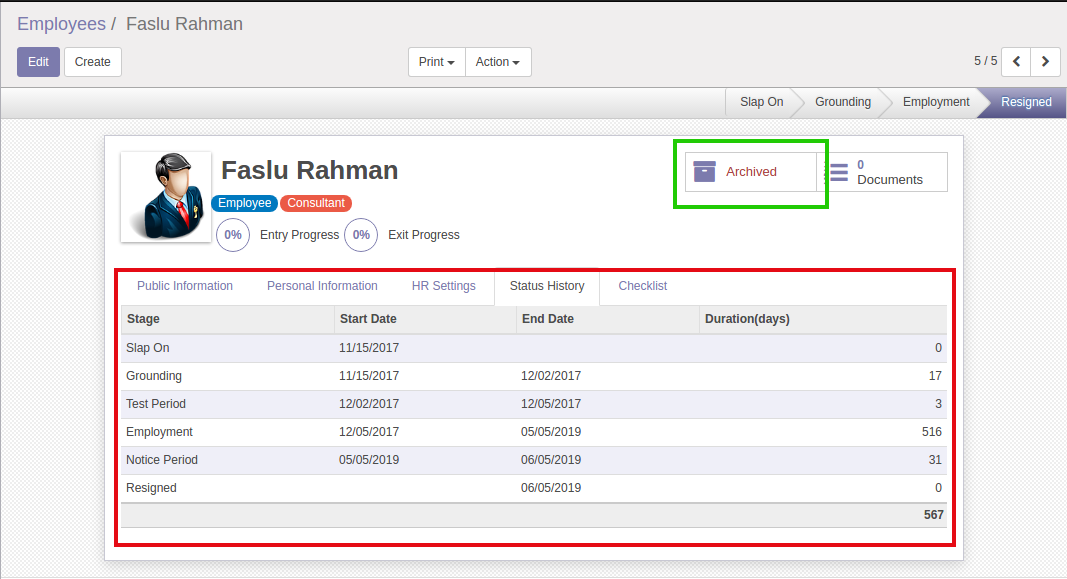 Employees / Faslu Rahman
Edit Create Print Action 5 / 5
Slap On Grounding Employment Resigned
Faslu Rahman
Archived
0
Documents
Employee Consultant
0% Entry Progress 0% Exit Progress
Public Information Personal Information HR Settings Status History Checklist
Stage Start Date End Date Duration(days)
Slap On 11/15/2017 0
Grounding 11/15/2017 12/02/2017 17
Test Period 12/02/2017 12/05/2017 3
Employment 12/05/2017 05/05/2019 516
Notice Period 05/05/2019 06/05/2019 31
Resigned 06/05/2019 0
567